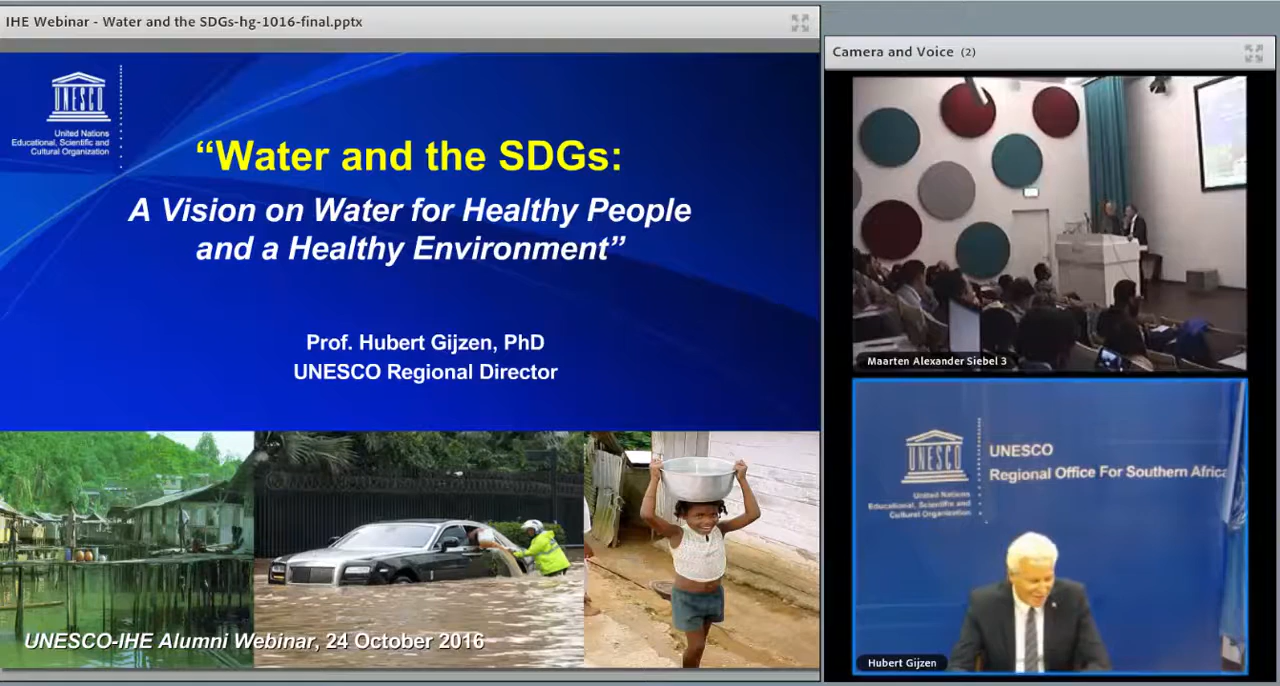 IHE Webinar - Water and the SDGs-hg-1016-final.pptx
UNESCO
United Nations
Educational, Scientific and
Cultural Organization
“Water and the SDGs:
A Vision on Water for Healthy People
and a Healthy Environment”
Prof. Hubert Gijzen, PhD
UNESCO Regional Director
UNESCO-IHE Alumni Webinar, 24 October 2016
Camera and Voice (2)
Maarten Alexander Siebel 3
UNESCO
United Nations
Educational, Scientific and
Cultural Organization
UNESCO
Regional Office For Southern Africa
Hubert Gijzen